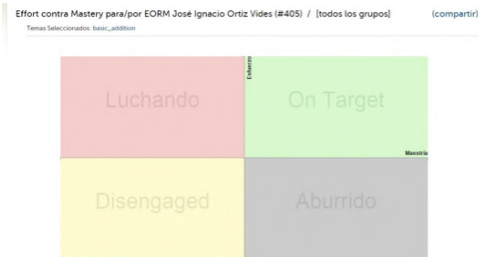 Effort contra Mastery para/por EORM José Ignacio Ortiz Vides (#405) / [todos los grupos] (compartir)
Temas Seleccionados: basic_addition
Esfuerzo
Luchando On Target
Maestría
Disengaged Aburrido